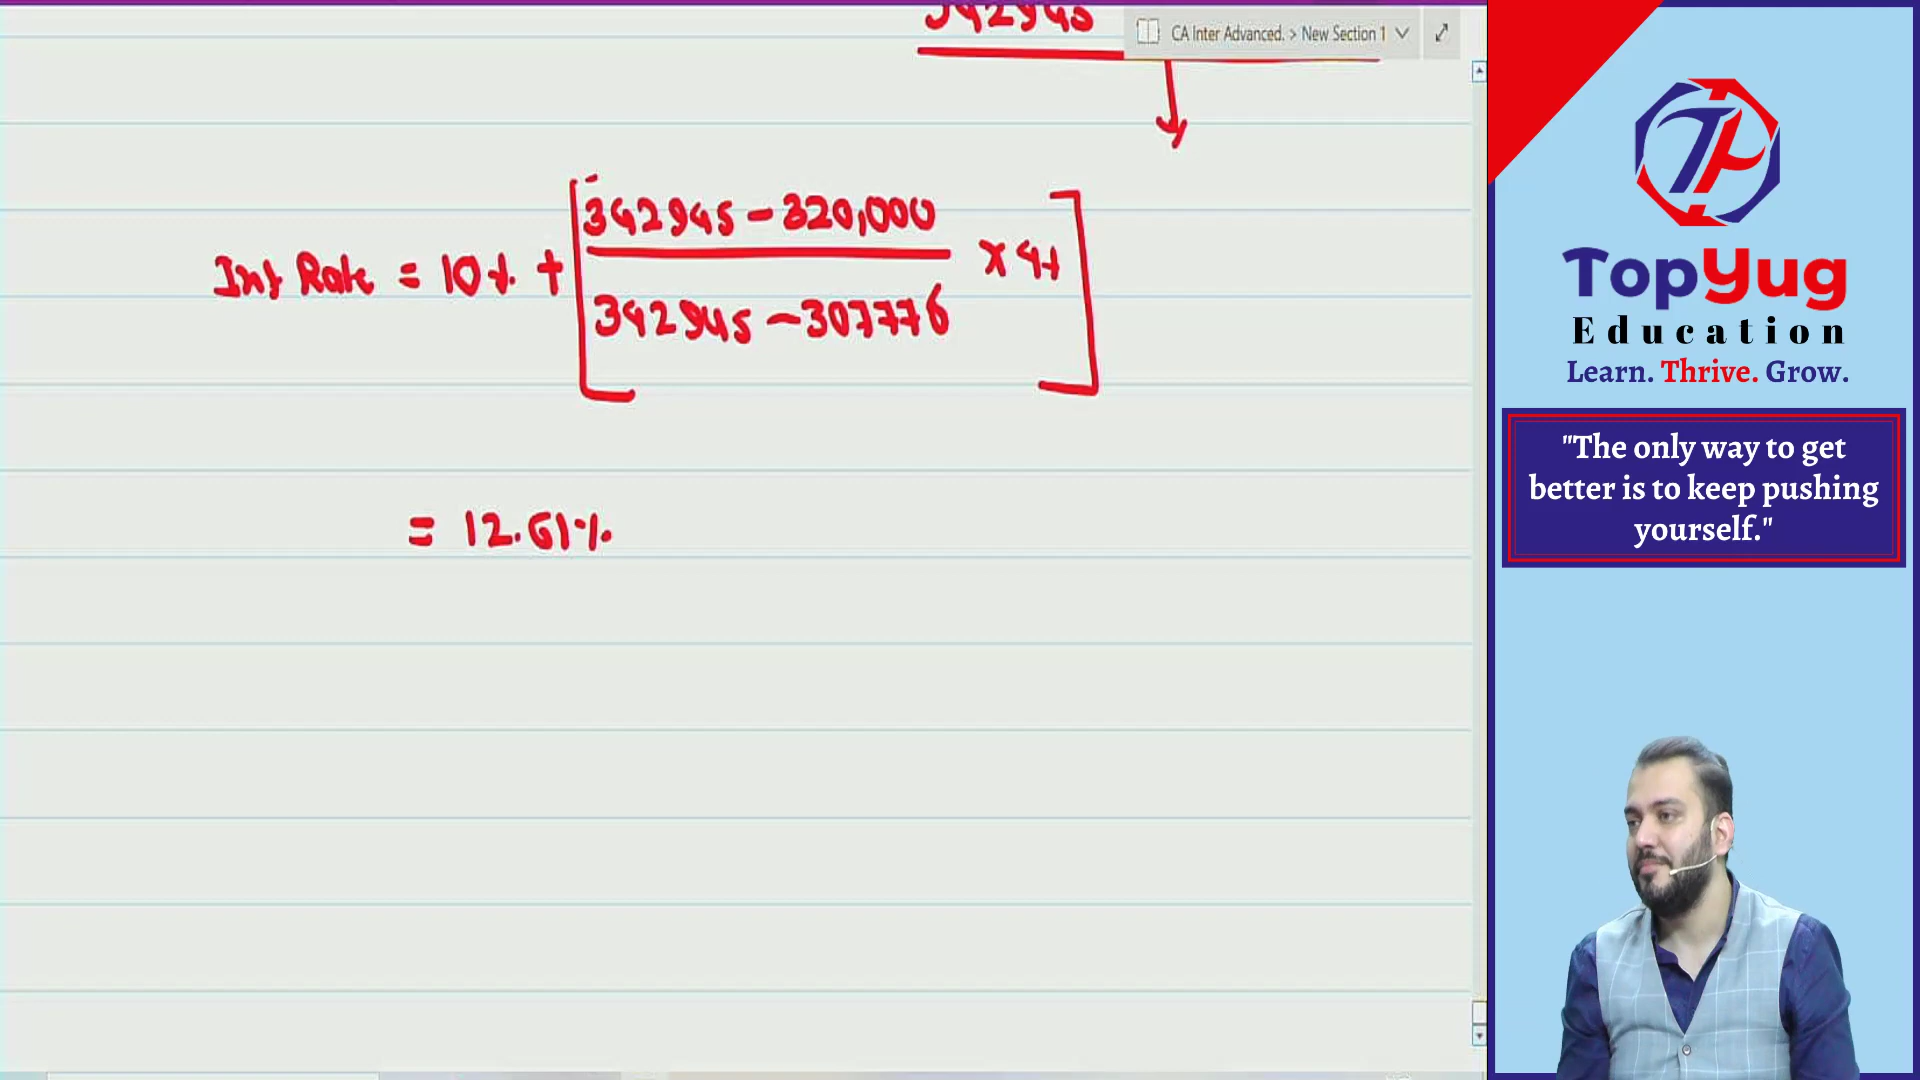 342945
CA Inter Advanced. > New Section 1
Int Rate = 10% + [ 342945 - 320,000
342945 - 307776 × 4% ]
= 12.61%
TopYug
Education
Learn. Thrive. Grow.
"The only way to get
better is to keep pushing
yourself."